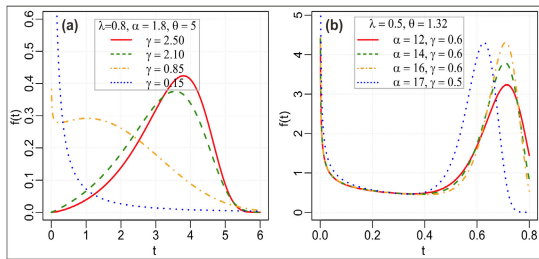 (a)
λ=0.8, α = 1.8, θ = 5
γ = 2.50
γ = 2.10
γ = 0.85
γ = 0.15
f(t)
0.0 0.1 0.2 0.3 0.4 0.5 0.6
0 1 2 3 4 5 6
t
(b)
λ = 0.5, θ = 1.32
α = 12, γ = 0.6
α = 14, γ = 0.6
α = 16, γ = 0.6
α = 17, γ = 0.5
f(t)
0 1 2 3 4 5
0.0 0.2 0.4 0.6 0.8
t